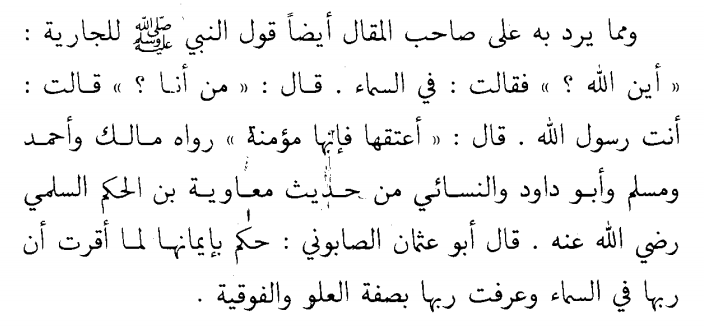 ومما يرد به على صاحب المقال أيضاً قول النبي ﷺ للجارية :
« أين الله ؟ » فقالت : في السماء . قال : « من أنا ؟ » قالت :
أنت رسول الله . قال : « أعتقها فإنها مؤمنة » رواه مالك وأحمد
ومسلم وأبو داود والنسائي من حديث معاوية بن الحكم السلمي
رضي الله عنه . قال أبو عثمان الصابوني : حكم بإيمانها لما أقرت أن
ربها في السماء وعرفت ربها بصفة العلو والفوقية .